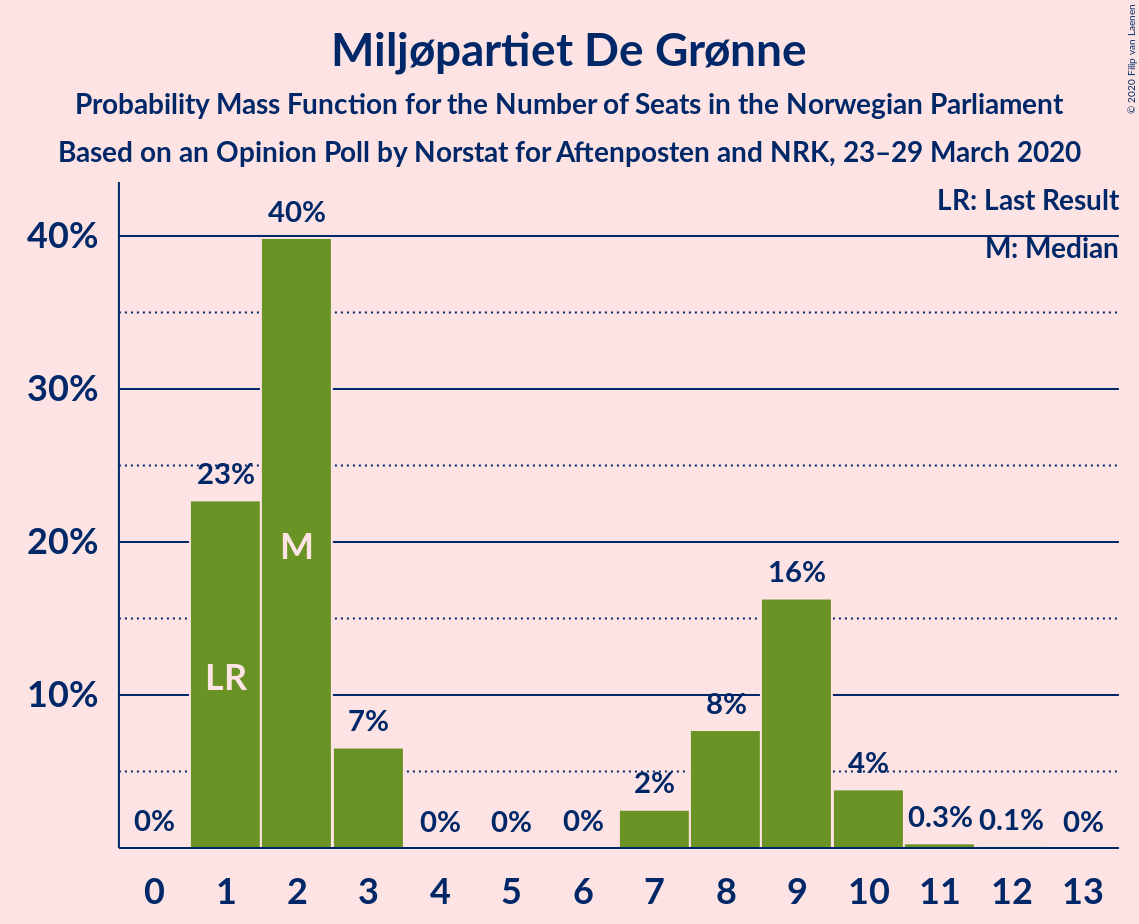 Miljøpartiet De Grønne
Probability Mass Function for the Number of Seats in the Norwegian Parliament
Based on an Opinion Poll by Norstat for Aftenposten and NRK, 23–29 March 2020
© 2020 Filip van Laenen
LR: Last Result
M: Median
40%
30%
20%
10%
0%
23%
40%
7%
0%
0%
0%
2%
8%
16%
4%
0.3%
0.1%
0%
LR
M
0 1 2 3 4 5 6 7 8 9 10 11 12 13